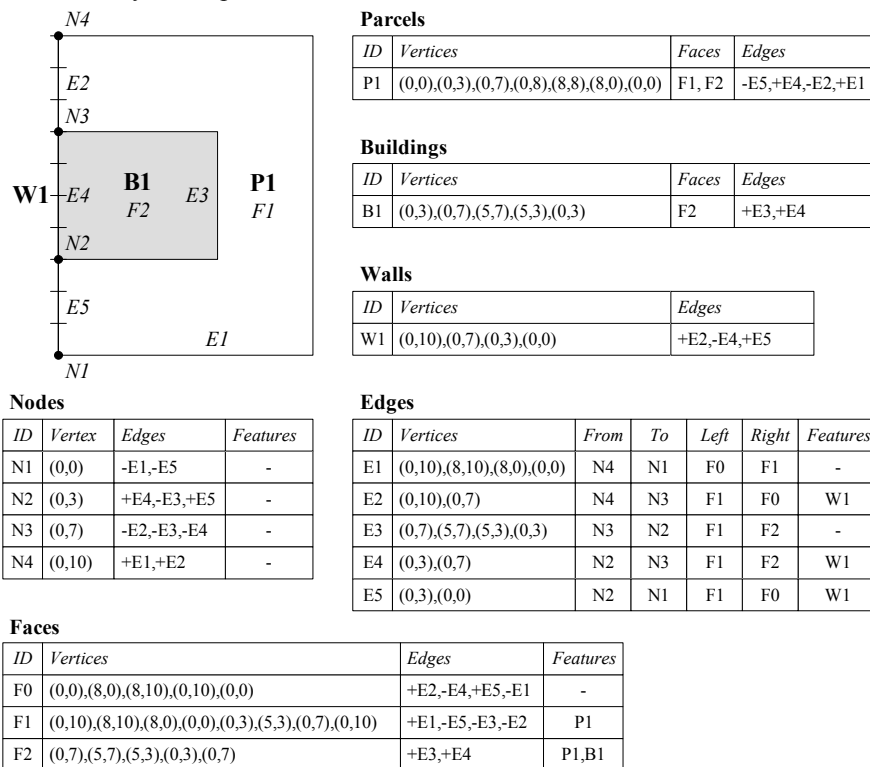 N4
E2
N3
W1 E4 B1 E3 P1
F2 F1
N2
E5
E1
N1
Parcels
ID Vertices Faces Edges
P1 (0,0),(0,3),(0,7),(0,8),(8,8),(8,0),(0,0) F1, F2 -E5,+E4,-E2,+E1
Buildings
ID Vertices Faces Edges
B1 (0,3),(0,7),(5,7),(5,3),(0,3) F2 +E3,+E4
Walls
ID Vertices Edges
W1 (0,10),(0,7),(0,3),(0,0) +E2,-E4,+E5
Nodes
ID Vertex Edges Features
N1 (0,0) -E1,-E5 -
N2 (0,3) +E4,-E3,+E5 -
N3 (0,7) -E2,-E3,-E4 -
N4 (0,10) +E1,+E2 -
Edges
ID Vertices From To Left Right Features
E1 (0,10),(8,10),(8,0),(0,0) N4 N1 F0 F1 -
E2 (0,10),(0,7) N4 N3 F1 F0 W1
E3 (0,7),(5,7),(5,3),(0,3) N3 N2 F1 F2 -
E4 (0,3),(0,7) N2 N3 F1 F2 W1
E5 (0,3),(0,0) N2 N1 F1 F0 W1
Faces
ID Vertices Edges Features
F0 (0,0),(8,0),(8,10),(0,10),(0,0) +E2,-E4,+E5,-E1 -
F1 (0,10),(8,10),(8,0),(0,0),(0,3),(5,3),(0,7),(0,10) +E1,-E5,-E3,-E2 P1
F2 (0,7),(5,7),(5,3),(0,3),(0,7) +E3,+E4 P1,B1